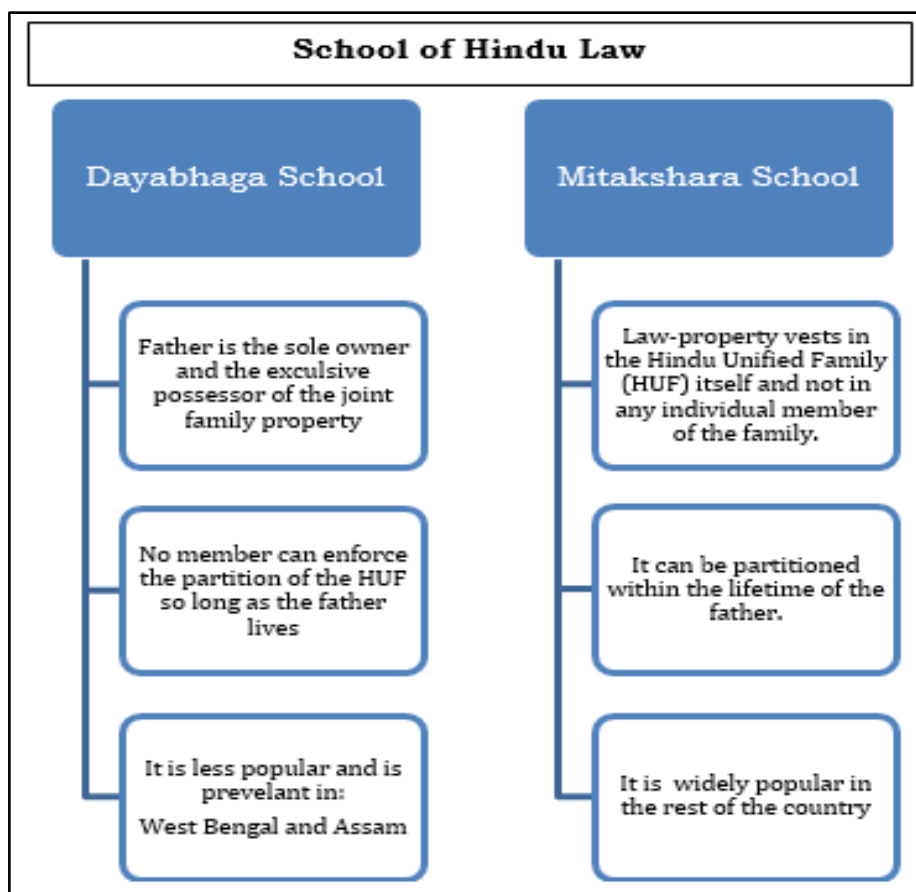 School of Hindu Law
Dayabhaga School
Father is the sole owner
and the exculsive
possessor of the joint
family property
No member can enforce
the partition of the HUF
so long as the father
lives
It is less popular and is
prevelant in:
West Bengal and Assam
Mitakshara School
Law-property vests in
the Hindu Unified Family
(HUF) itself and not in
any individual member
of the family.
It can be partitioned
within the lifetime of the
father.
It is widely popular in
the rest of the country